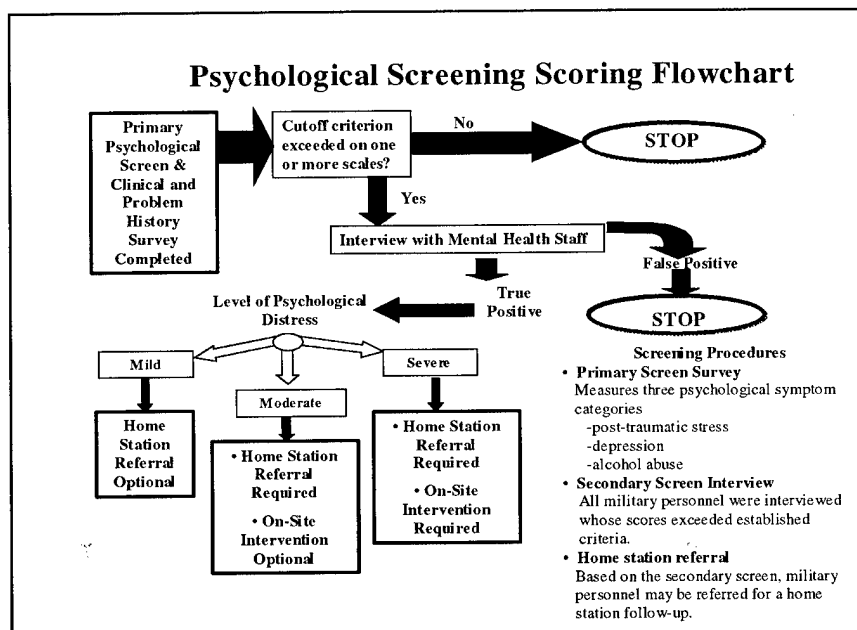 Psychological Screening Scoring Flowchart
Primary
Psychological
Screen &
Clinical and
Problem
History
Survey
Completed
Cutoff criterion
exceeded on one
or more scales?
No
STOP
Yes
Interview with Mental Health Staff
False Positive
STOP
True
Positive
Level of Psychological
Distress
Mild
Moderate
Severe
Home
Station
Referral
Optional
• Home Station
Referral
Required
• On-Site
Intervention
Optional
• Home Station
Referral
Required
• On-Site
Intervention
Required
Screening Procedures
• Primary Screen Survey
Measures three psychological symptom
categories
-post-traumatic stress
-depression
-alcohol abuse
• Secondary Screen Interview
All military personnel were interviewed
whose scores exceeded established
criteria.
• Home station referral
Based on the secondary screen, military
personnel may be referred for a home
station follow-up.